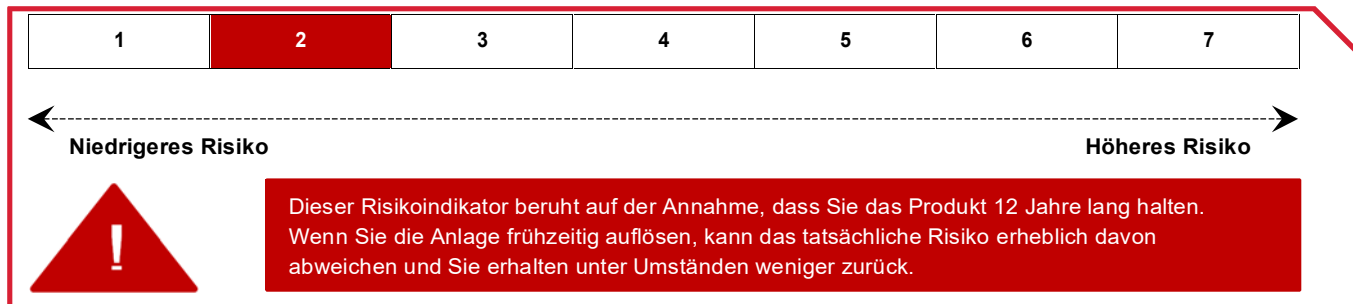 1 2 3 4 5 6 7
Niedrigeres Risiko Höheres Risiko
!
Dieser Risikoindikator beruht auf der Annahme, dass Sie das Produkt 12 Jahre lang halten.
Wenn Sie die Anlage frühzeitig auflösen, kann das tatsächliche Risiko erheblich davon
abweichen und Sie erhalten unter Umständen weniger zurück.